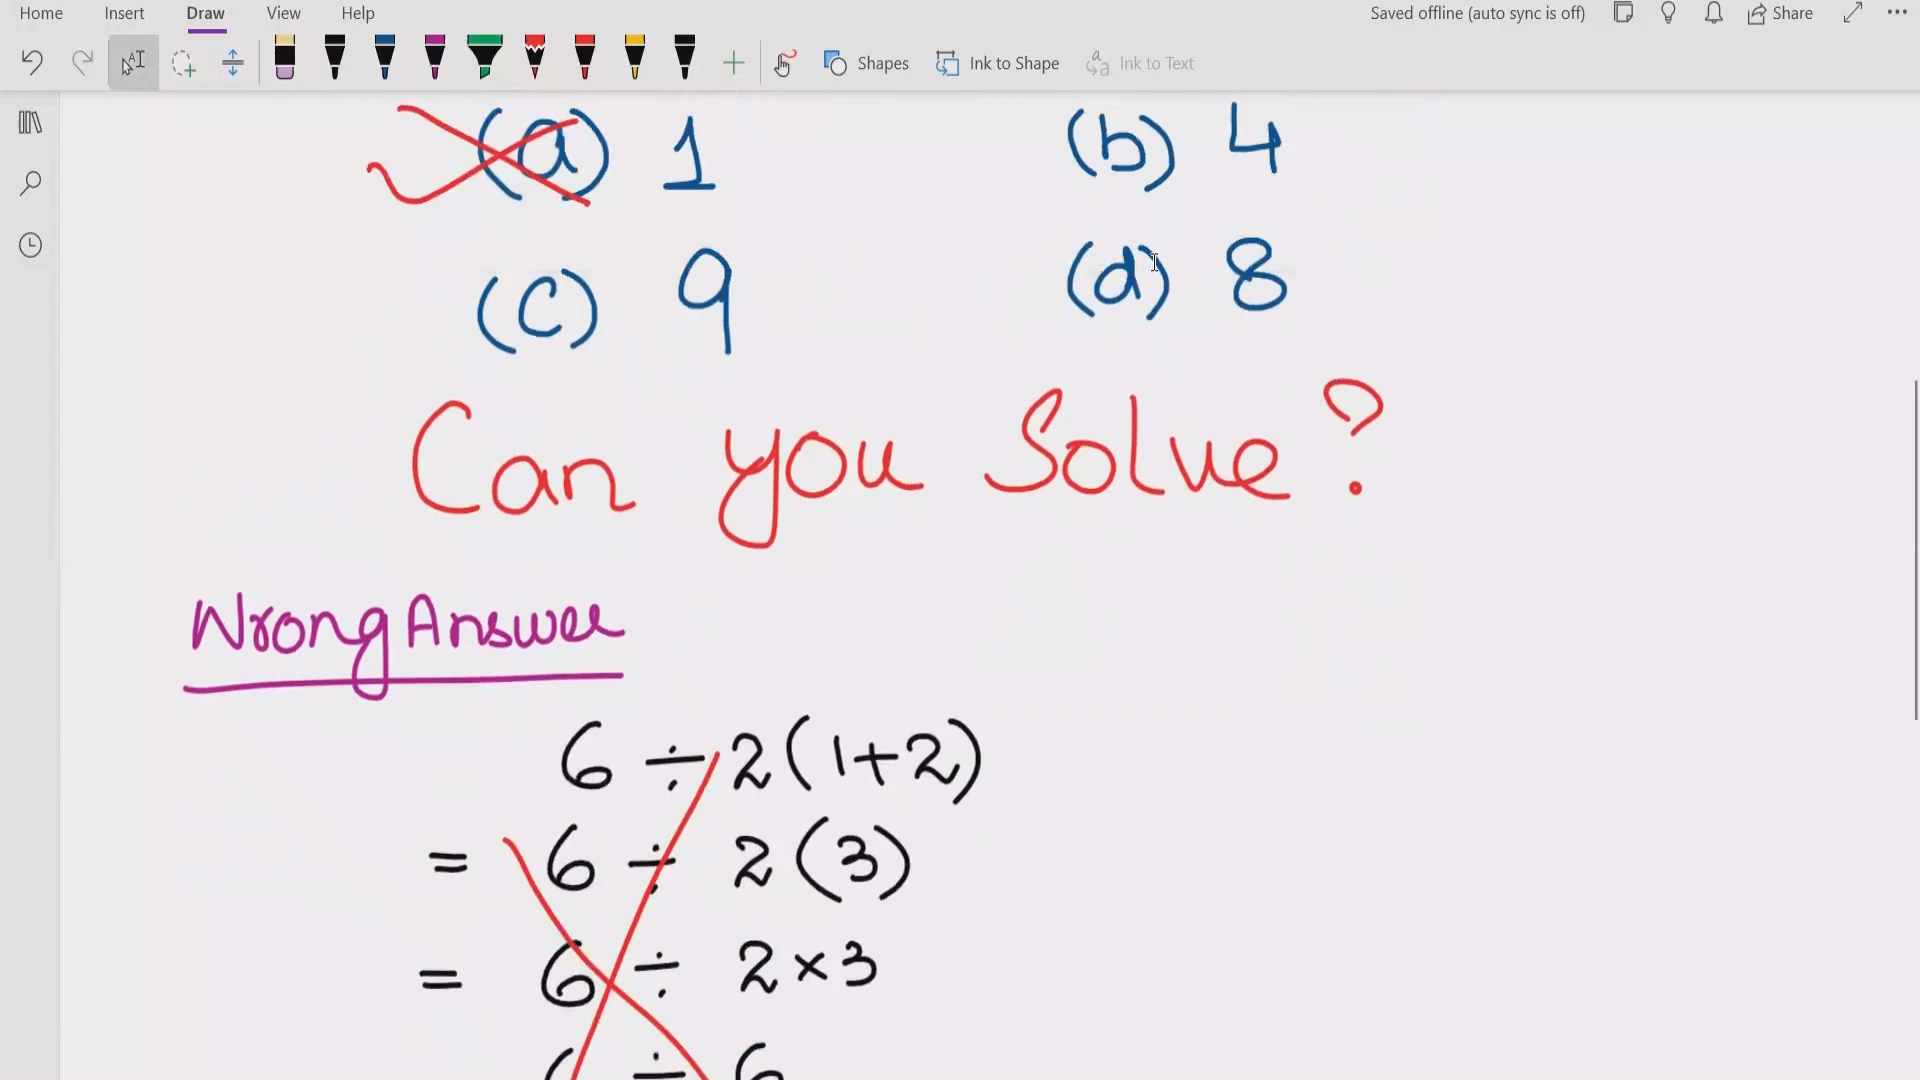 Home Insert Draw View Help Saved offline (auto sync is off) Share
Shapes Ink to Shape Ink to Text
(a) 1 (b) 4
(c) 9 (d) 8
Can you Solve?
Wrong Answer
6 ÷ 2(1+2)
= 6 ÷ 2(3)
= 6 ÷ 2×3
6 ÷ 6